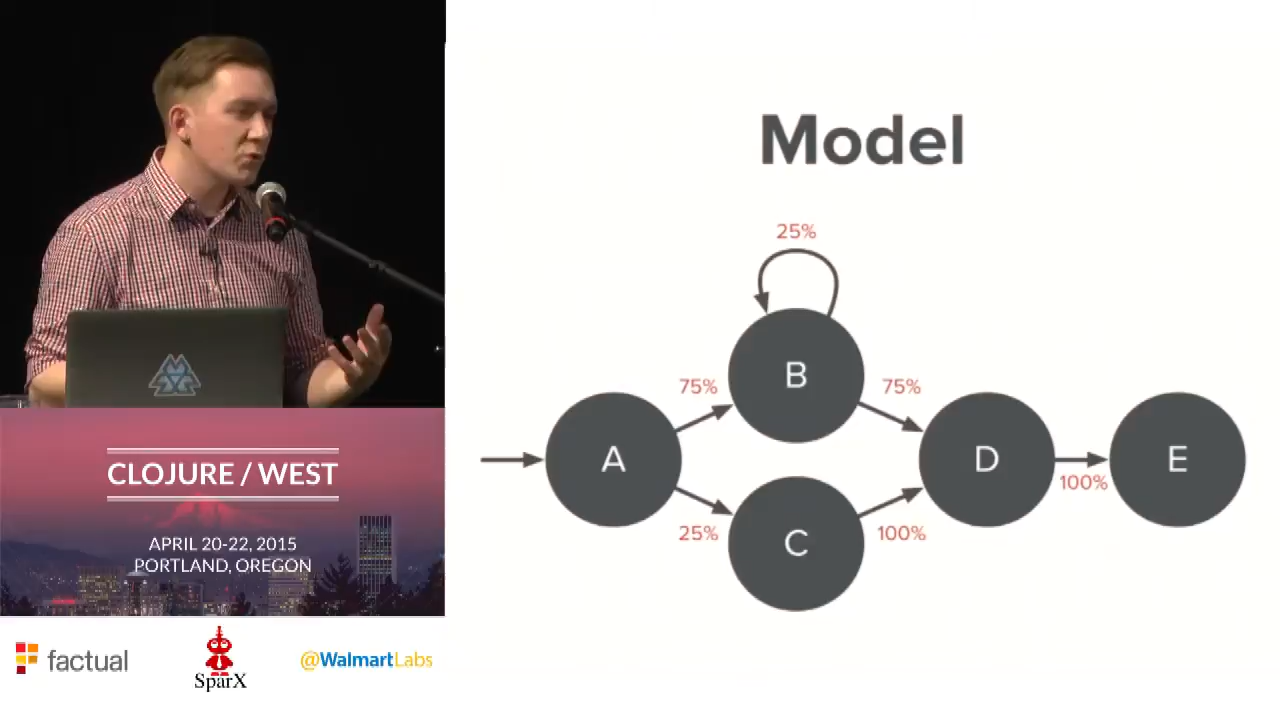 Model
25%
B
75%
75%
A
D
E
100%
25%
C
100%
CLOJURE / WEST
APRIL 20-22, 2015
PORTLAND, OREGON
factual
SparX
@WalmartLabs